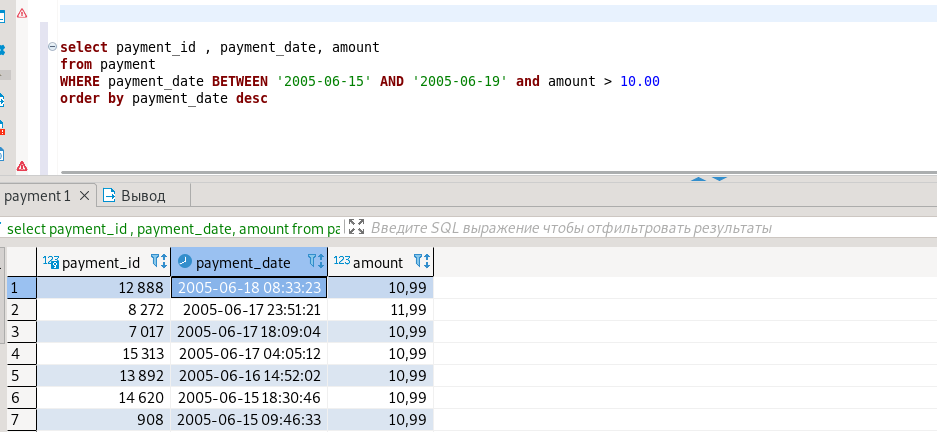 select payment_id , payment_date, amount
from payment
WHERE payment_date BETWEEN '2005-06-15' AND '2005-06-19' and amount > 10.00
order by payment_date desc
payment 1 Вывод
select payment_id , payment_date, amount from pa Введите SQL выражение чтобы отфильтровать результаты
123 payment_id payment_date 123 amount
1 12 888 2005-06-18 08:33:23 10,99
2 8 272 2005-06-17 23:51:21 11,99
3 7 017 2005-06-17 18:09:04 10,99
4 15 313 2005-06-17 04:05:12 10,99
5 13 892 2005-06-16 14:52:02 10,99
6 14 620 2005-06-15 18:30:46 10,99
7 908 2005-06-15 09:46:33 10,99